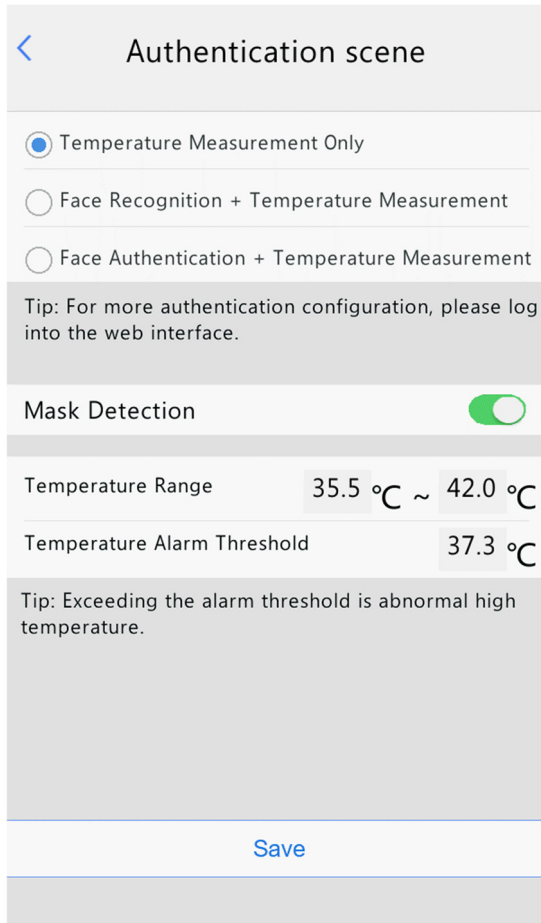 Authentication scene
Temperature Measurement Only
Face Recognition + Temperature Measurement
Face Authentication + Temperature Measurement
Tip: For more authentication configuration, please log
into the web interface.
Mask Detection
Temperature Range 35.5 °C ~ 42.0 °C
Temperature Alarm Threshold 37.3 °C
Tip: Exceeding the alarm threshold is abnormal high
temperature.
Save